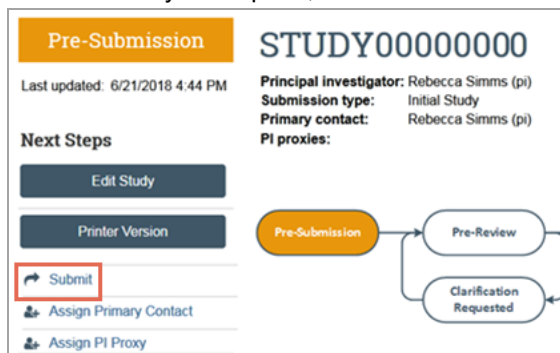 Pre-Submission
Last updated: 6/21/2018 4:44 PM
Next Steps
Edit Study
Printer Version
Submit
Assign Primary Contact
Assign PI Proxy
STUDY00000000
Principal investigator: Rebecca Simms (pi)
Submission type: Initial Study
Primary contact: Rebecca Simms (pi)
PI proxies:
Pre-Submission
Pre-Review
Clarification
Requested